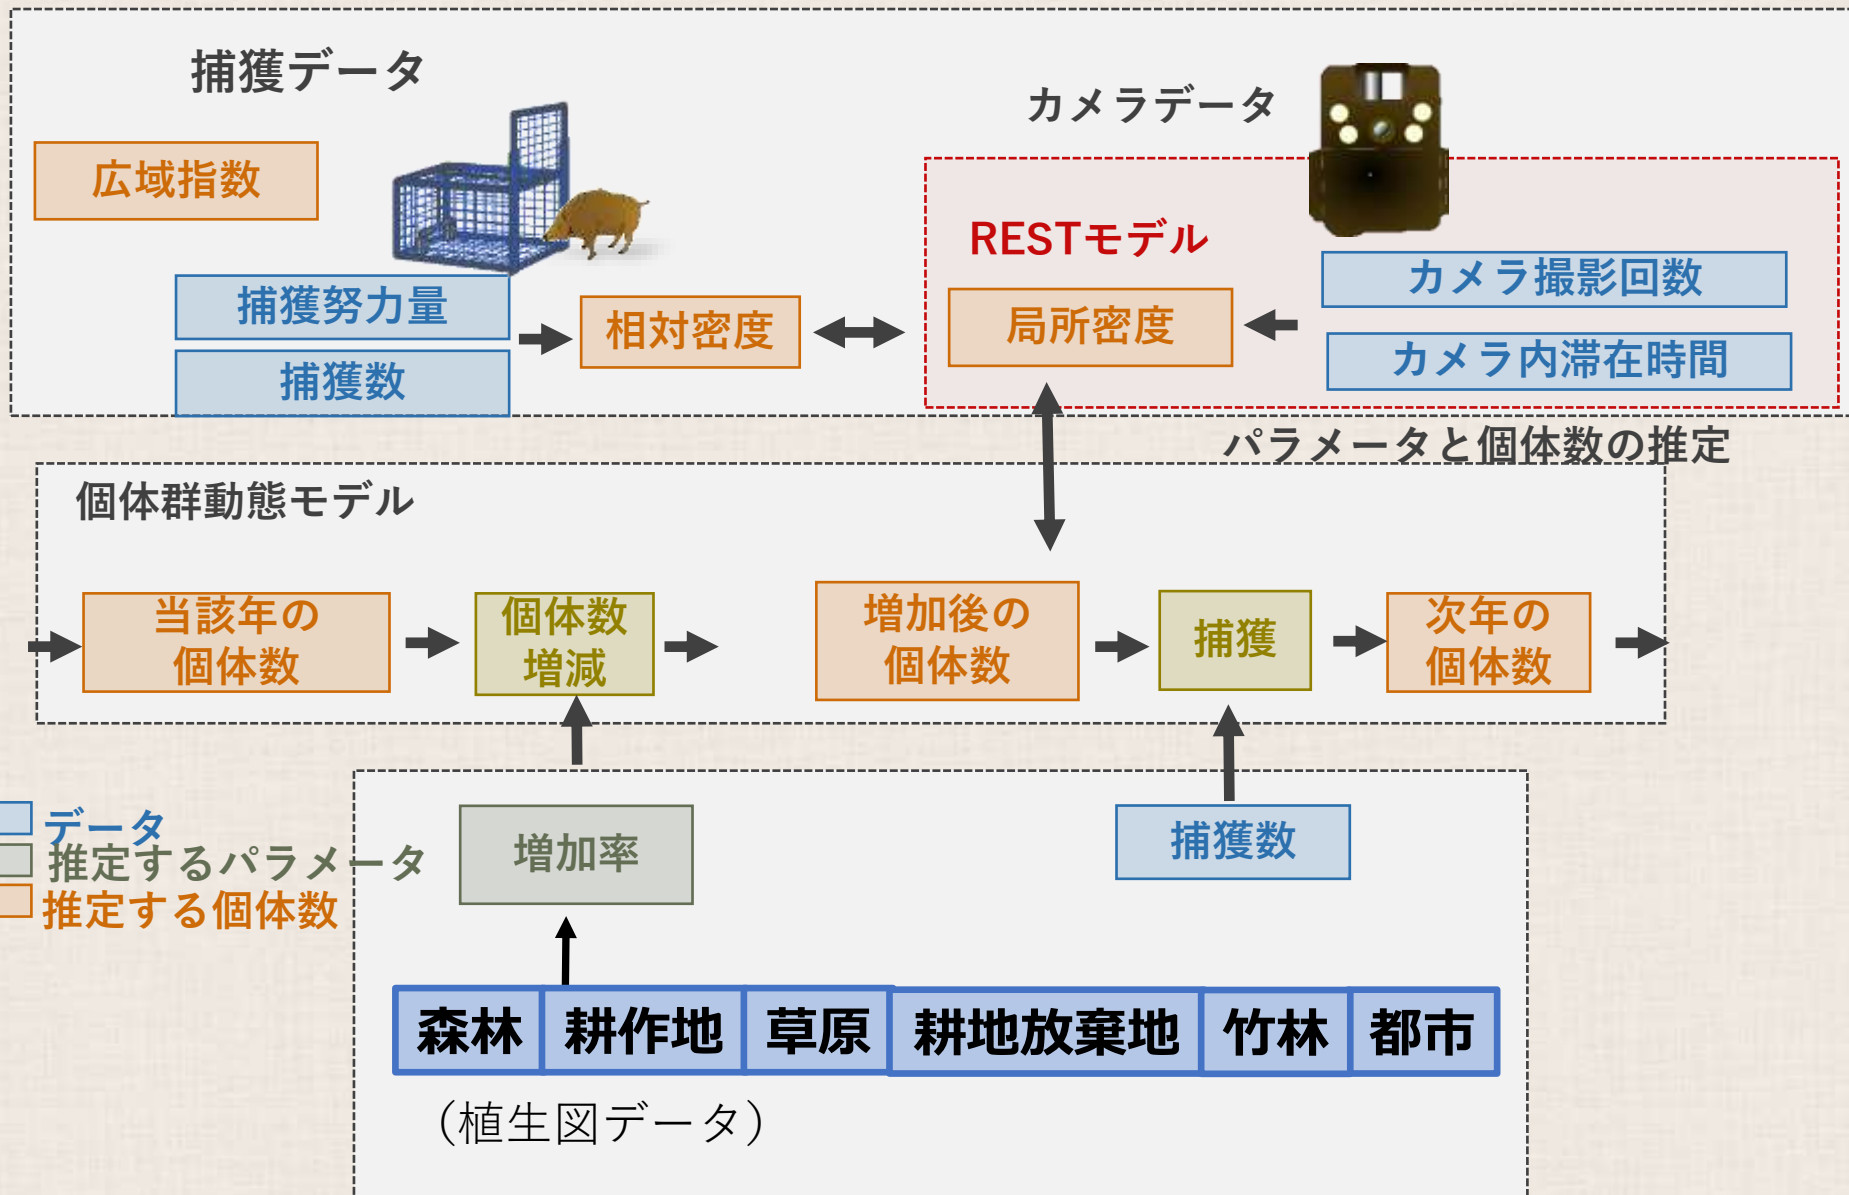 捕獲データ
カメラデータ
広域指数
RESTモデル
捕獲努力量
捕獲数
相対密度
局所密度
カメラ撮影回数
カメラ内滞在時間
パラメータと個体数の推定
個体群動態モデル
当該年の
個体数
個体数
増減
増加後の
個体数
捕獲
次年の
個体数
データ
推定するパラメータ
推定する個体数
増加率
捕獲数
森林 耕作地 草原 耕地放棄地 竹林 都市
（植生図データ）